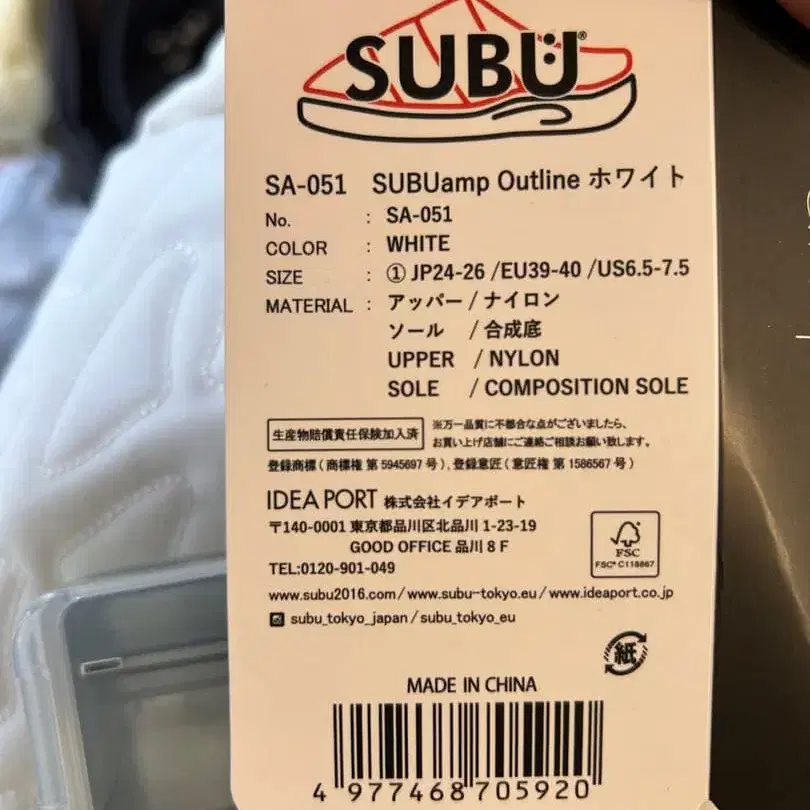 SUBU®
SA-051 SUBUamp Outline ホワイト
No. : SA-051
COLOR : WHITE
SIZE : ① JP24-26 /EU39-40 /US6.5-7.5
MATERIAL : アッパー / ナイロン
ソール / 合成底
UPPER / NYLON
SOLE / COMPOSITION SOLE
生産物賠償責任保険加入済
※万一品質に不都合な点がございましたら、
お買い上げ店舗にご連絡ご相談お願い致します。
登録商標 ( 商標権 第 5945697 号 ) , 登録意匠 ( 意匠権 第 1586567 号 )
IDEA PORT 株式会社イデアポート
〒140-0001 東京都品川区北品川 1-23-19
GOOD OFFICE 品川 8 F
TEL:0120-901-049
FSC
FSC® C118867
www.subu2016.com / www.subu-tokyo.eu / www.ideaport.co.jp
subu_tokyo_japan / subu_tokyo_eu
紙
MADE IN CHINA
4 977468 705920